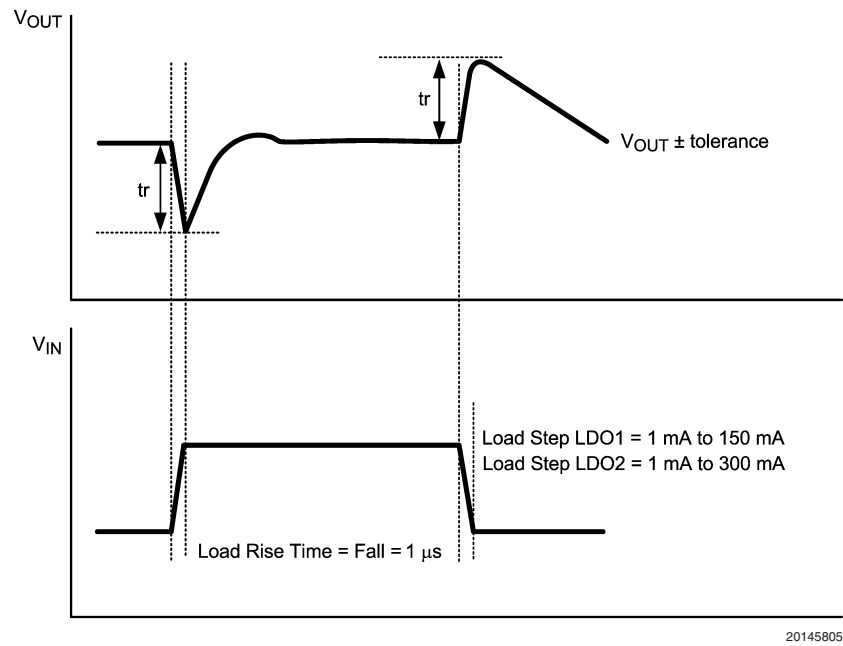 VOUT
tr
tr
VOUT ± tolerance
VIN
Load Step LDO1 = 1 mA to 150 mA
Load Step LDO2 = 1 mA to 300 mA
Load Rise Time = Fall = 1 μs
20145805